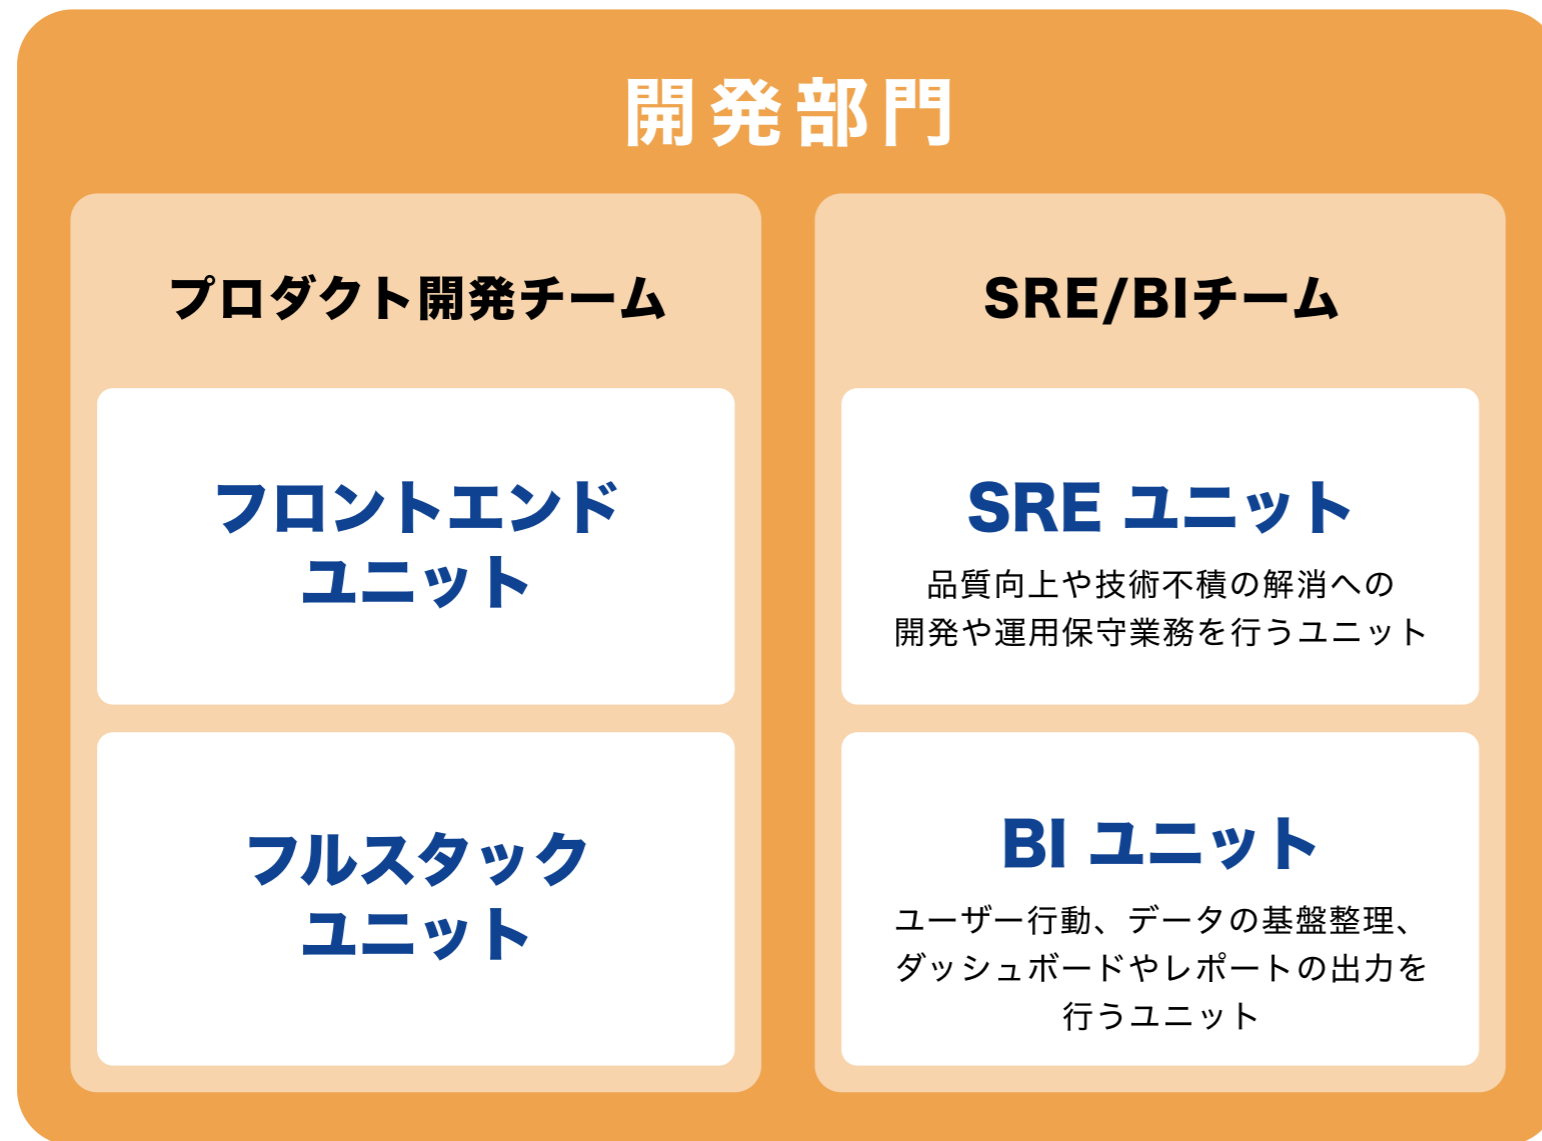 開発部門
プロダクト開発チーム
フロントエンド
ユニット
フルスタック
ユニット
SRE/BIチーム
SRE ユニット
品質向上や技術不積の解消への
開発や運用保守業務を行うユニット
BI ユニット
ユーザー行動、データの基盤整理、
ダッシュボードやレポートの出力を
行うユニット